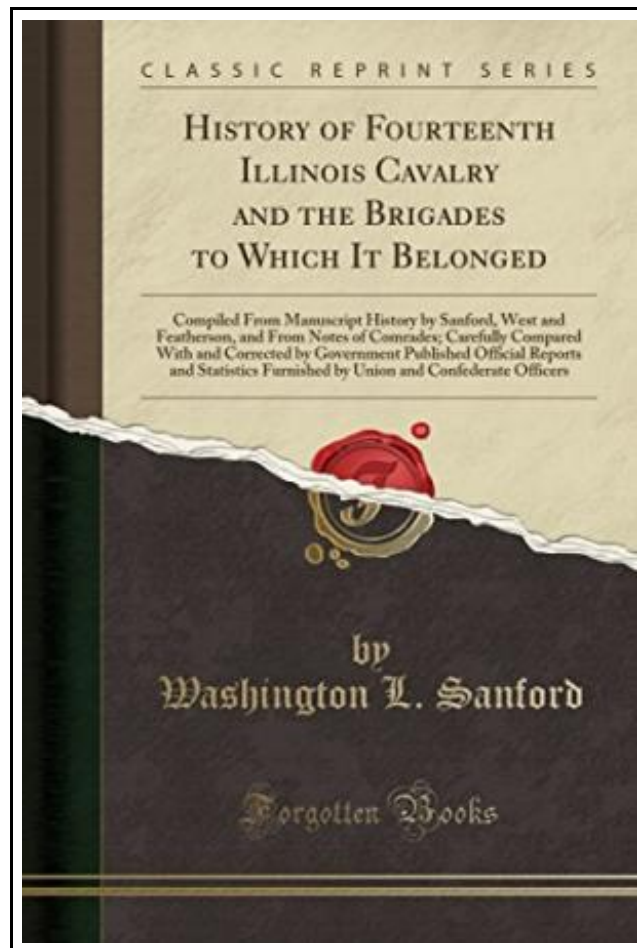 CLASSIC REPRINT SERIES
HISTORY OF FOURTEENTH
ILLINOIS CAVALRY
AND THE BRIGADES
TO WHICH IT BELONGED
Compiled From Manuscript History by Sanford, West and
Featherson, and From Notes of Comrades; Carefully Compared
With and Corrected by Government Published Official Reports
and Statistics Furnished by Union and Confederate Officers
by
Washington L. Sanford
Forgotten Books